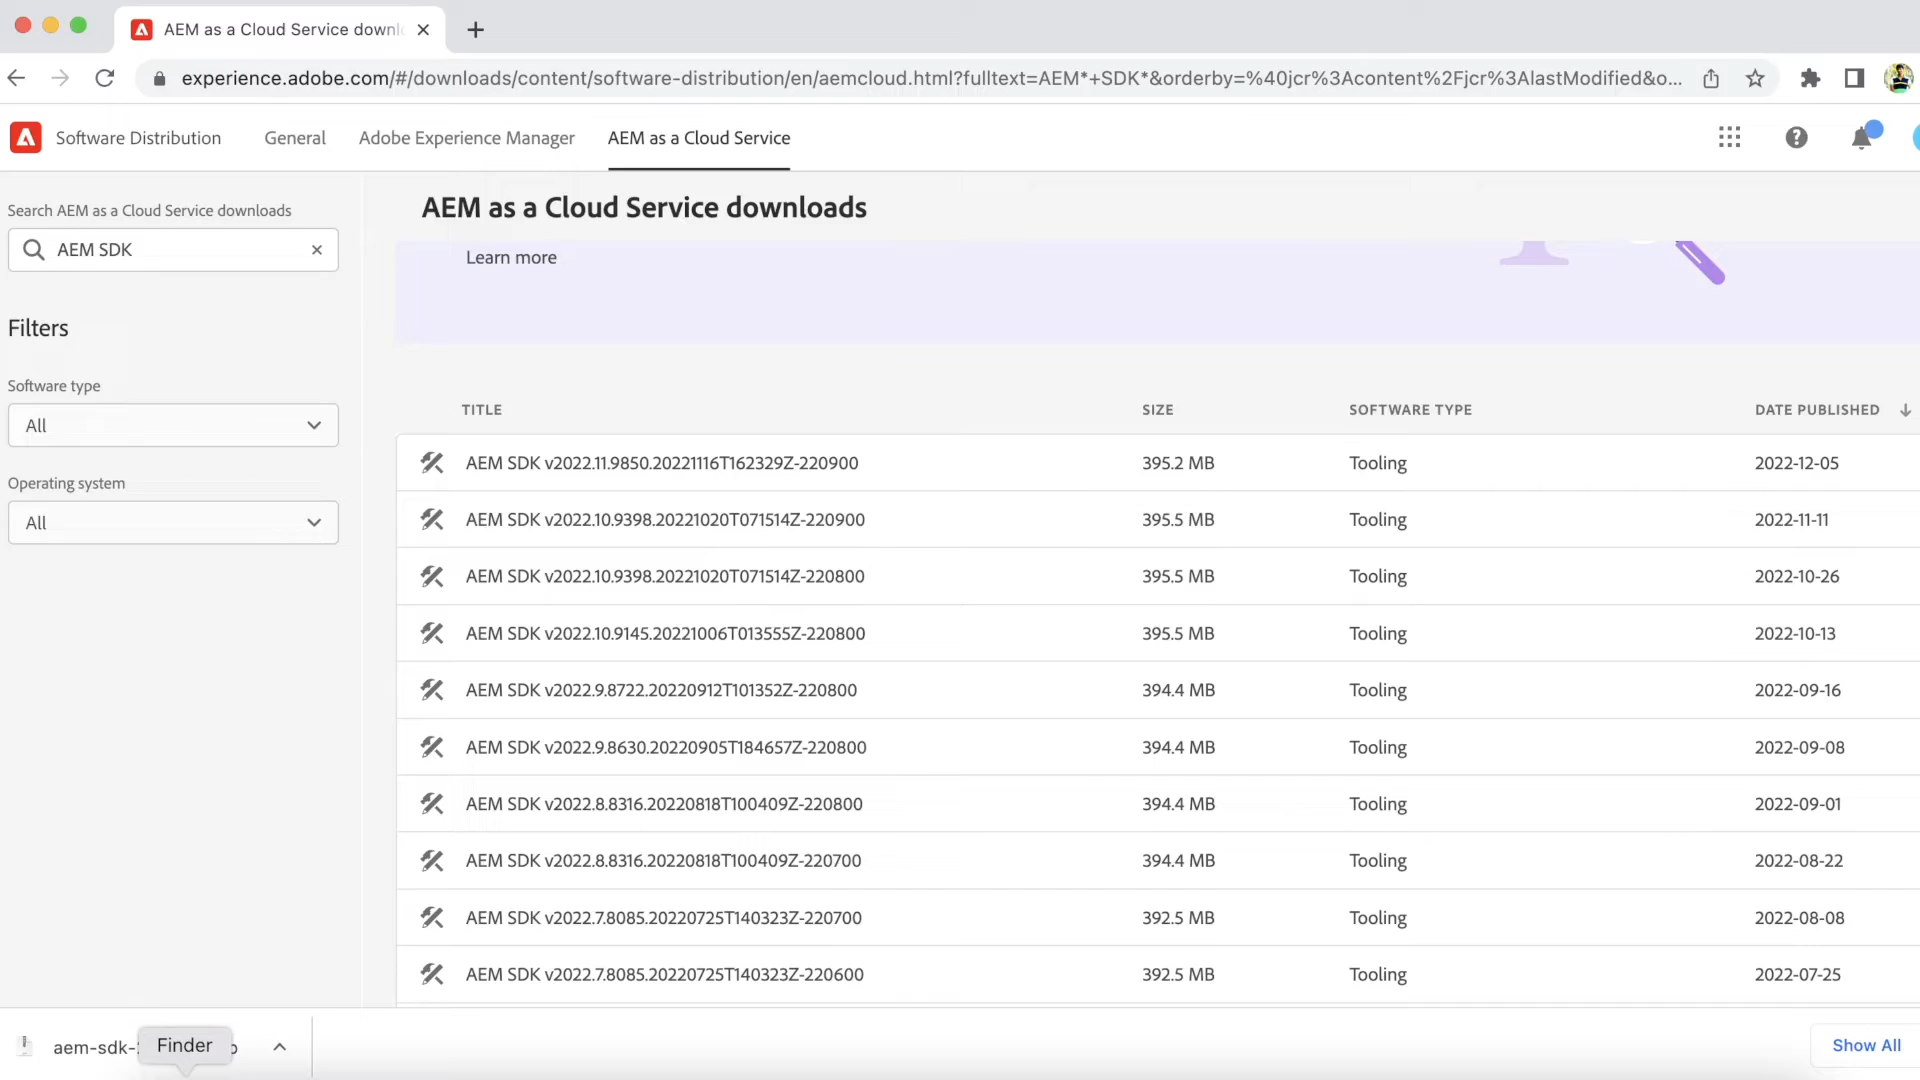 AEM as a Cloud Service downl
experience.adobe.com/#/downloads/content/software-distribution/en/aemcloud.html?fulltext=AEM*+SDK*&orderby=%40jcr%3Acontent%2Fjcr%3AlastModified&o...
Software Distribution General Adobe Experience Manager AEM as a Cloud Service
Search AEM as a Cloud Service downloads
AEM SDK
Filters
Software type
All
Operating system
All
AEM as a Cloud Service downloads
Learn more
TITLE SIZE SOFTWARE TYPE DATE PUBLISHED
AEM SDK v2022.11.9850.20221116T162329Z-220900 395.2 MB Tooling 2022-12-05
AEM SDK v2022.10.9398.20221020T071514Z-220900 395.5 MB Tooling 2022-11-11
AEM SDK v2022.10.9398.20221020T071514Z-220800 395.5 MB Tooling 2022-10-26
AEM SDK v2022.10.9145.20221006T013555Z-220800 395.5 MB Tooling 2022-10-13
AEM SDK v2022.9.8722.20220912T101352Z-220800 394.4 MB Tooling 2022-09-16
AEM SDK v2022.9.8630.20220905T184657Z-220800 394.4 MB Tooling 2022-09-08
AEM SDK v2022.8.8316.20220818T100409Z-220800 394.4 MB Tooling 2022-09-01
AEM SDK v2022.8.8316.20220818T100409Z-220700 394.4 MB Tooling 2022-08-22
AEM SDK v2022.7.8085.20220725T140323Z-220700 392.5 MB Tooling 2022-08-08
AEM SDK v2022.7.8085.20220725T140323Z-220600 392.5 MB Tooling 2022-07-25
aem-sdk-
Finder
Show All